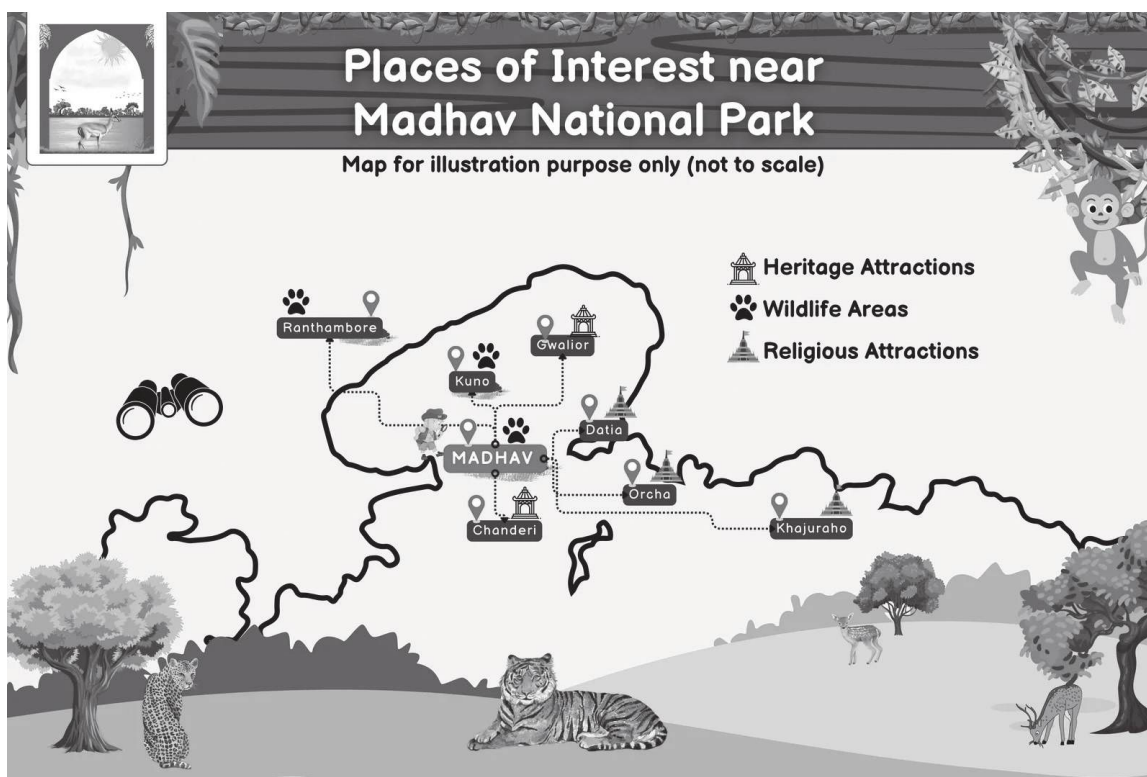 Places of Interest near
Madhav National Park
Map for illustration purpose only (not to scale)
Heritage Attractions
Wildlife Areas
Religious Attractions
Ranthambore
Gwalior
Kuno
Datia
MADHAV
Orcha
Chanderi
Khajuraho